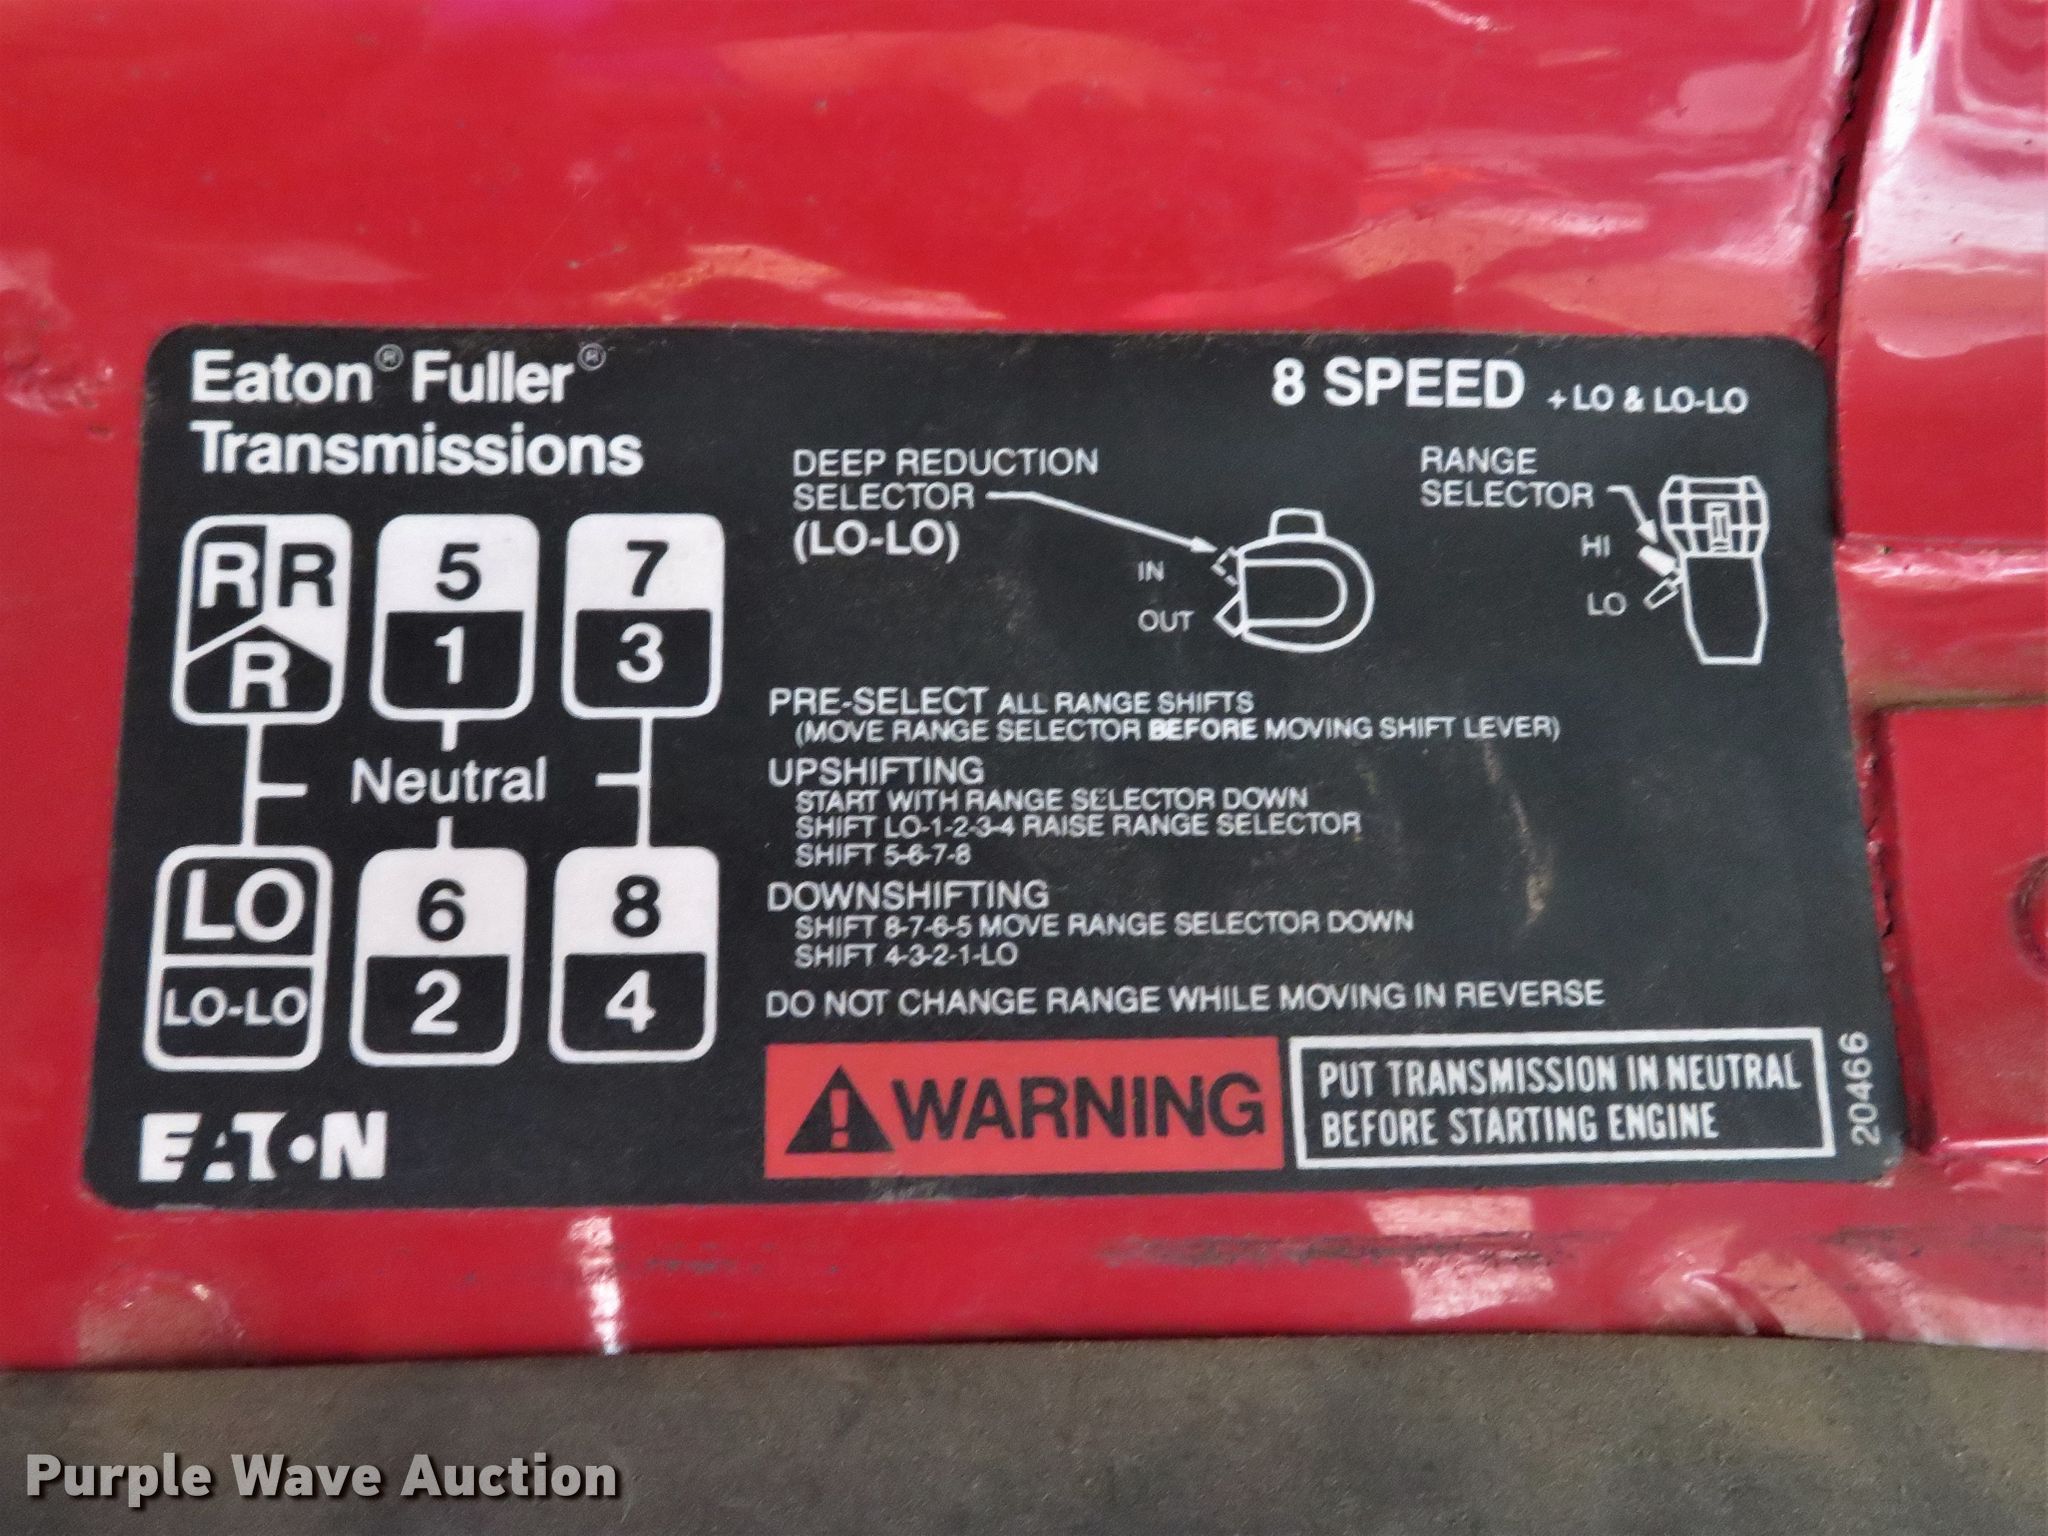 Eaton® Fuller®
Transmissions
8 SPEED + LO & LO-LO
DEEP REDUCTION
SELECTOR
(LO-LO)
IN
OUT
RANGE
SELECTOR
HI
LO
R R
R
5
1
7
3
Neutral
LO
LO-LO
6
2
8
4
PRE-SELECT ALL RANGE SHIFTS
(MOVE RANGE SELECTOR BEFORE MOVING SHIFT LEVER)
UPSHIFTING
START WITH RANGE SELECTOR DOWN
SHIFT LO-1-2-3-4 RAISE RANGE SELECTOR
SHIFT 5-6-7-8
DOWNSHIFTING
SHIFT 8-7-6-5 MOVE RANGE SELECTOR DOWN
SHIFT 4-3-2-1-LO
DO NOT CHANGE RANGE WHILE MOVING IN REVERSE
WARNING
PUT TRANSMISSION IN NEUTRAL
BEFORE STARTING ENGINE
20466
EATON
Purple Wave Auction